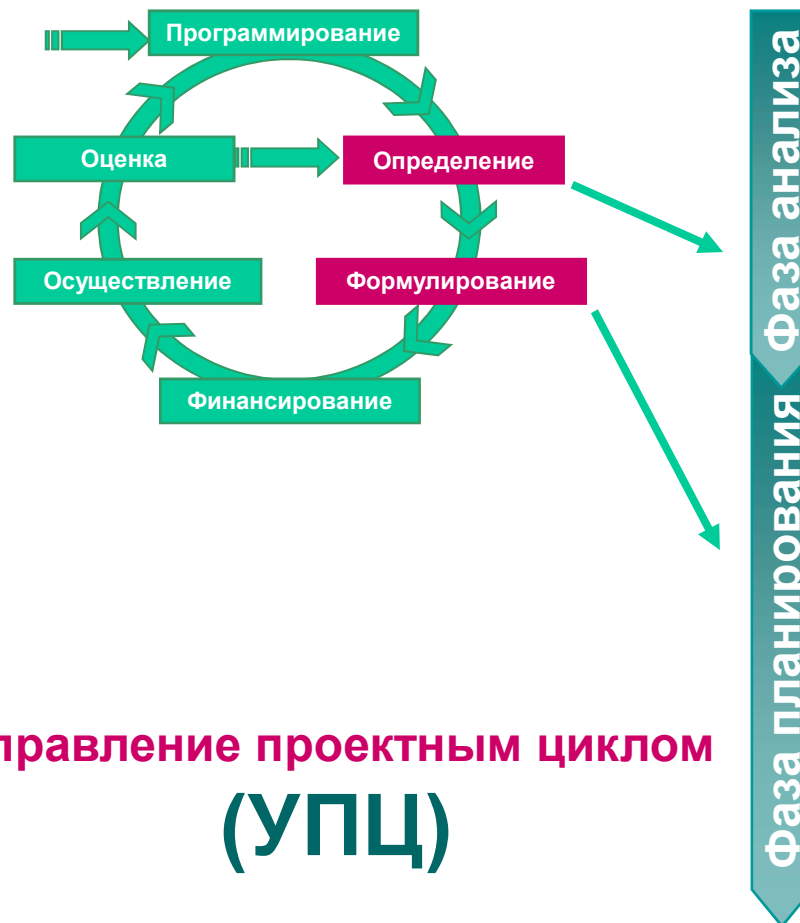 Программирование
Оценка
Определение
Осуществление
Формулирование
Финансирование
Фаза анализа
Фаза планирования
правление проектным циклом
(УПЦ)